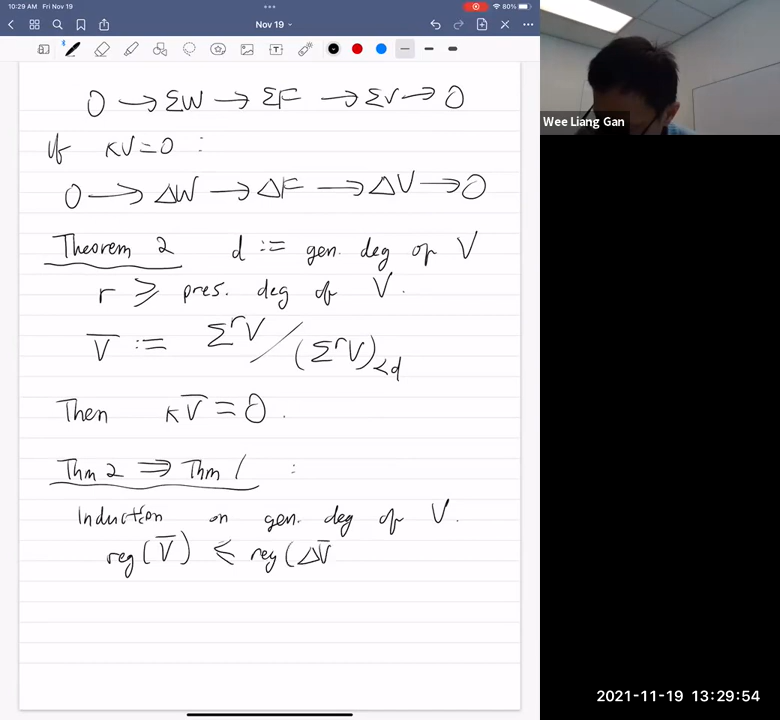 10:29 AM Fri Nov 19
80%
Nov 19
0 → ΣW → ΣF → ΣV → 0
if κV = 0 :
0 → ΔW → ΔF → ΔV → 0
Theorem 2 d := gen. deg of V
r ⩾ pres. deg of V.
V̅ := Σ^r V / (Σ^r V)_{<d}
Then κV̅ = 0.
Thm 2 ⇒ Thm 1 :
Induction on gen. deg of V.
reg(V̅) ≤ reg(ΔV̅
Wee Liang Gan
2021-11-19 13:29:54